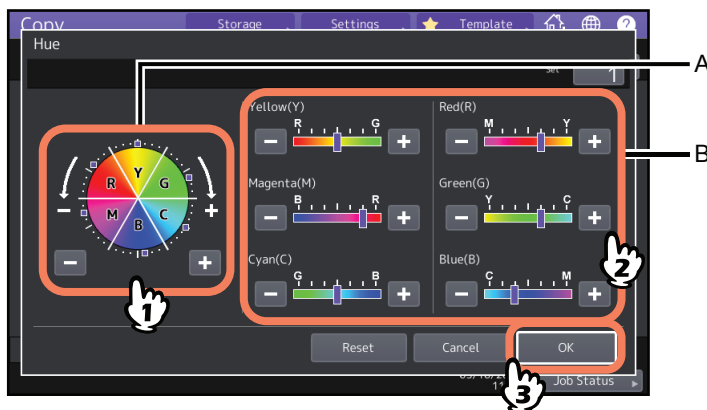 Copy Storage Settings Template ?
Hue
Set 1
A
B
Yellow(Y)
R G
− +
Red(R)
M Y
− +
Magenta(M)
B R
− +
Green(G)
Y C
− +
Cyan(C)
G B
− +
Blue(B)
C M
− +
Y
R G
M C
B
− +
− +
1
2
Reset Cancel OK
3
Job Status